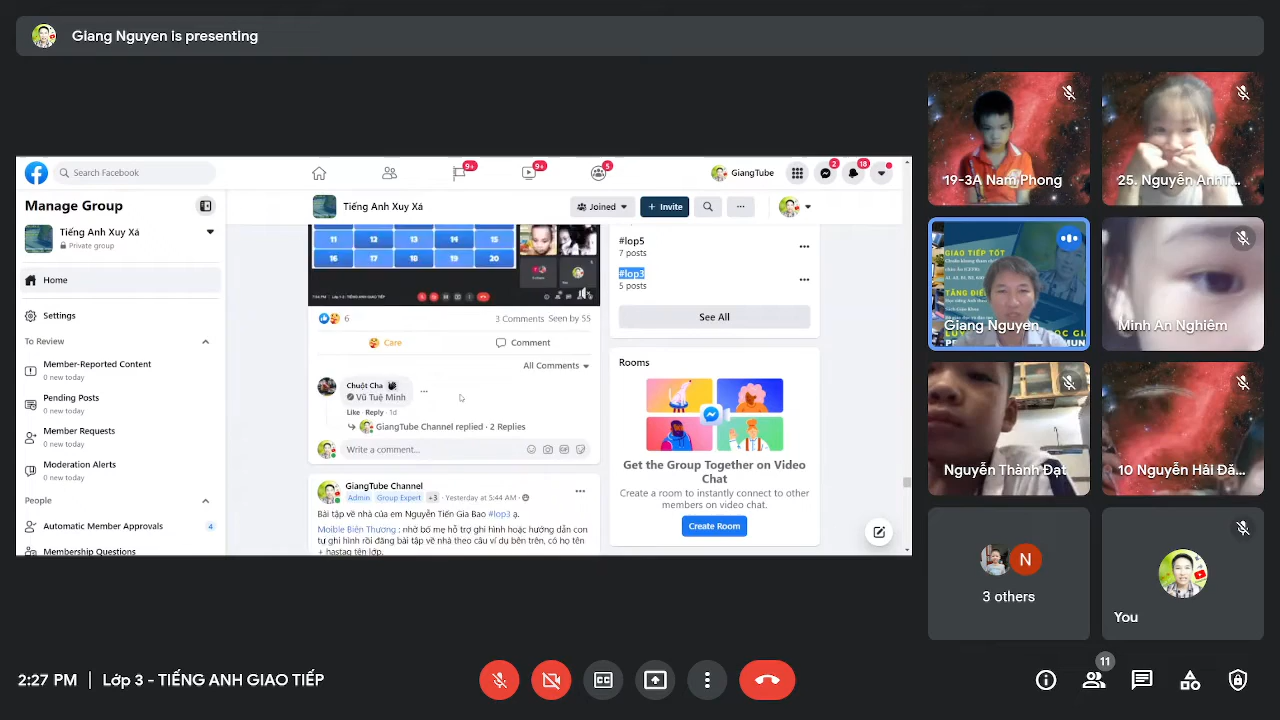 Giang Nguyen is presenting
Search Facebook
9+
9+
5
GiangTube
2
18
Manage Group
Tiếng Anh Xuy Xá
Private group
Home
Settings
To Review
Member-Reported Content
0 new today
Pending Posts
0 new today
Member Requests
0 new today
Moderation Alerts
0 new today
People
Automatic Member Approvals
4
Membership Questions
Tiếng Anh Xuy Xá
Joined
+ Invite
11 12 13 14 15
16 17 18 19 20
6
3 Comments Seen by 55
Care
Comment
All Comments
Chuột Cha
Vũ Tuệ Minh
Like · Reply · 1d
GiangTube Channel replied · 2 Replies
Write a comment...
GiangTube Channel
Admin Group Expert +3 · Yesterday at 5:44 AM ·
Bài tập về nhà của em Nguyễn Tiến Gia Bảo #lop3 ạ.
Moible Biên Thương : nhờ bố mẹ hỗ trợ ghi hình hoặc hướng dẫn con
tự ghi hình rồi đăng bài tập về nhà theo câu ví dụ bên trên, có họ tên
+ hastag tên lớp.
#lop5
7 posts
#lop3
5 posts
See All
Rooms
Get the Group Together on Video
Chat
Create a room to instantly connect to other
members on video chat.
Create Room
19-3A Nam Phong
25. Nguyễn AnhT...
GIAO TIẾP TỐT
Giang Nguyen
Minh An Nghiêm
Nguyễn Thành Đạt
10 Nguyễn Hải Đă...
N
3 others
You
2:27 PM | Lớp 3 - TIẾNG ANH GIAO TIẾP
11